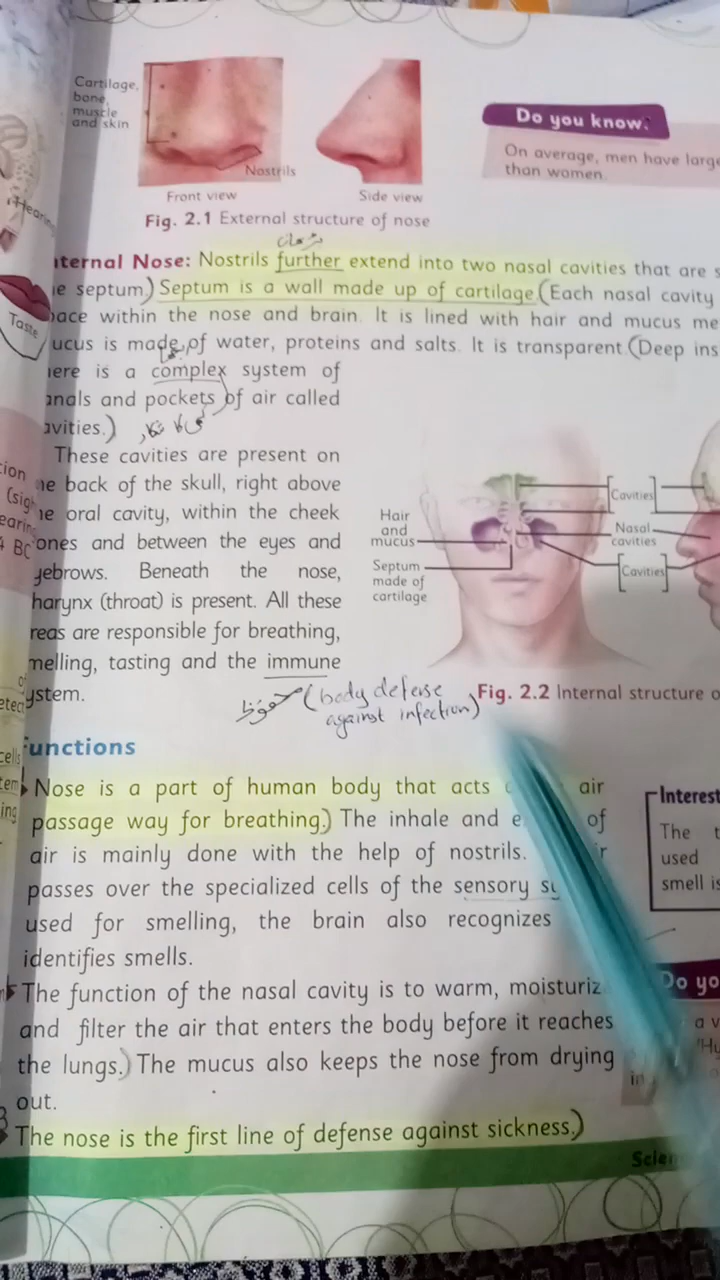 Cartilage,
bone,
muscle
and skin
Nostrils
Front view
Side view
Fig. 2.1 External structure of nose
Do you know?
On average, men have large
than women.
Hearing
Taste
ternal Nose: Nostrils further extend into two nasal cavities that are s
e septum) Septum is a wall made up of cartilage. (Each nasal cavity
pace within the nose and brain. It is lined with hair and mucus me
ucus is made of water, proteins and salts. It is transparent. (Deep ins
ere is a complex system of
anals and pockets of air called
avities.)
These cavities are present on
he back of the skull, right above
he oral cavity, within the cheek
ones and between the eyes and
yebrows. Beneath the nose,
harynx (throat) is present. All these
reas are responsible for breathing,
melling, tasting and the immune
ystem.
(body defense
against infection)
Hair
and
mucus
Septum
made of
cartilage
Cavities
Nasal
cavities
Cavities
Fig. 2.2 Internal structure o
Functions
Nose is a part of human body that acts air
passage way for breathing.) The inhale and e of
air is mainly done with the help of nostrils.
passes over the specialized cells of the sensory
used for smelling, the brain also recognizes
identifies smells.
The function of the nasal cavity is to warm, moisturiz
and filter the air that enters the body before it reaches
the lungs.) The mucus also keeps the nose from drying
out.
The nose is the first line of defense against sickness.)
Interest
The t
used
smell is
Do yo
a v
"Hu
in
Scien